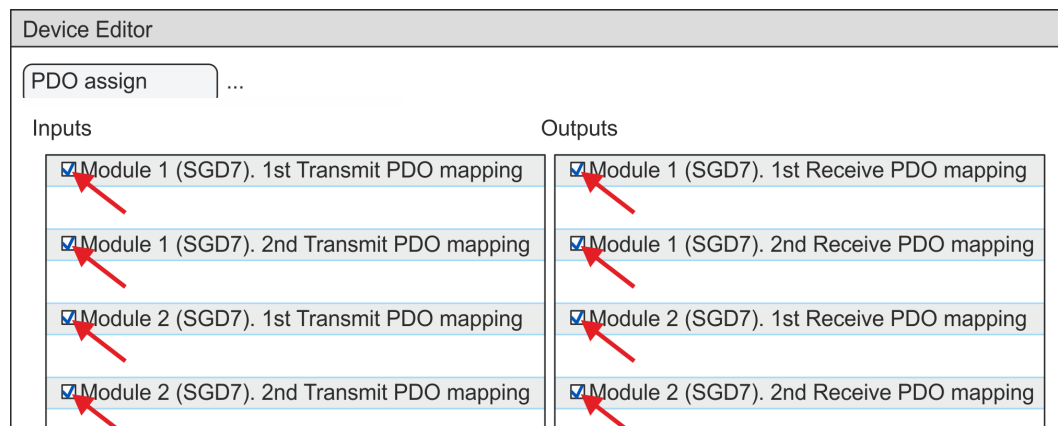 Device Editor
PDO assign ...
Inputs
Module 1 (SGD7). 1st Transmit PDO mapping
Module 1 (SGD7). 2nd Transmit PDO mapping
Module 2 (SGD7). 1st Transmit PDO mapping
Module 2 (SGD7). 2nd Transmit PDO mapping
Outputs
Module 1 (SGD7). 1st Receive PDO mapping
Module 1 (SGD7). 2nd Receive PDO mapping
Module 2 (SGD7). 1st Receive PDO mapping
Module 2 (SGD7). 2nd Receive PDO mapping